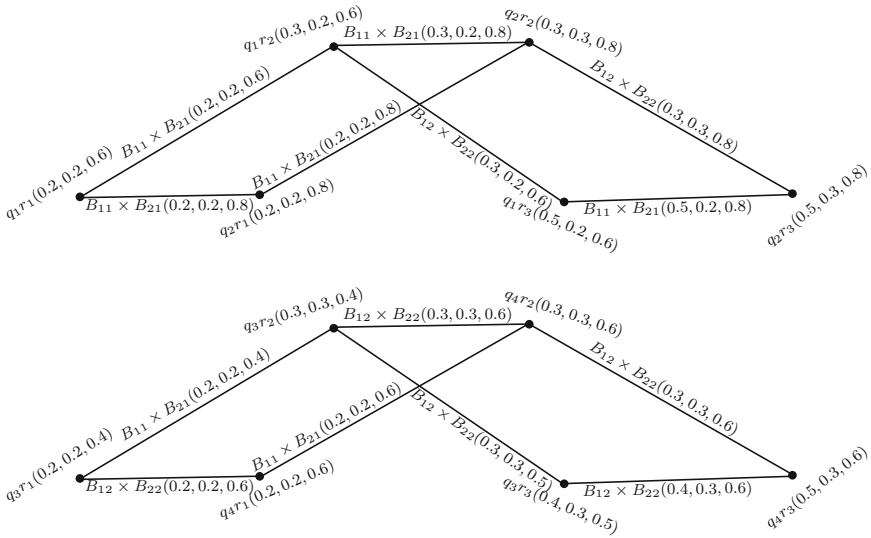 q₁r₂(0.3, 0.2, 0.6)
B₁₁ × B₂₁(0.3, 0.2, 0.8)
q₂r₂(0.3, 0.3, 0.8)
B₁₁ × B₂₁(0.2, 0.2, 0.6)
B₁₁ × B₂₁(0.2, 0.2, 0.8)
B₁₂ × B₂₂(0.3, 0.2, 0.6)
B₁₂ × B₂₂(0.3, 0.3, 0.8)
q₁r₁(0.2, 0.2, 0.6)
B₁₁ × B₂₁(0.2, 0.2, 0.8)
q₂r₁(0.2, 0.2, 0.8)
q₁r₃(0.5, 0.2, 0.6)
B₁₁ × B₂₁(0.5, 0.2, 0.8)
q₂r₃(0.5, 0.3, 0.8)
q₃r₂(0.3, 0.3, 0.4)
B₁₂ × B₂₂(0.3, 0.3, 0.6)
q₄r₂(0.3, 0.3, 0.6)
B₁₁ × B₂₁(0.2, 0.2, 0.4)
B₁₁ × B₂₁(0.2, 0.2, 0.6)
B₁₂ × B₂₂(0.3, 0.3, 0.5)
B₁₂ × B₂₂(0.3, 0.3, 0.6)
q₃r₁(0.2, 0.2, 0.4)
B₁₂ × B₂₂(0.2, 0.2, 0.6)
q₄r₁(0.2, 0.2, 0.6)
q₃r₃(0.4, 0.3, 0.5)
B₁₂ × B₂₂(0.4, 0.3, 0.6)
q₄r₃(0.5, 0.3, 0.6)